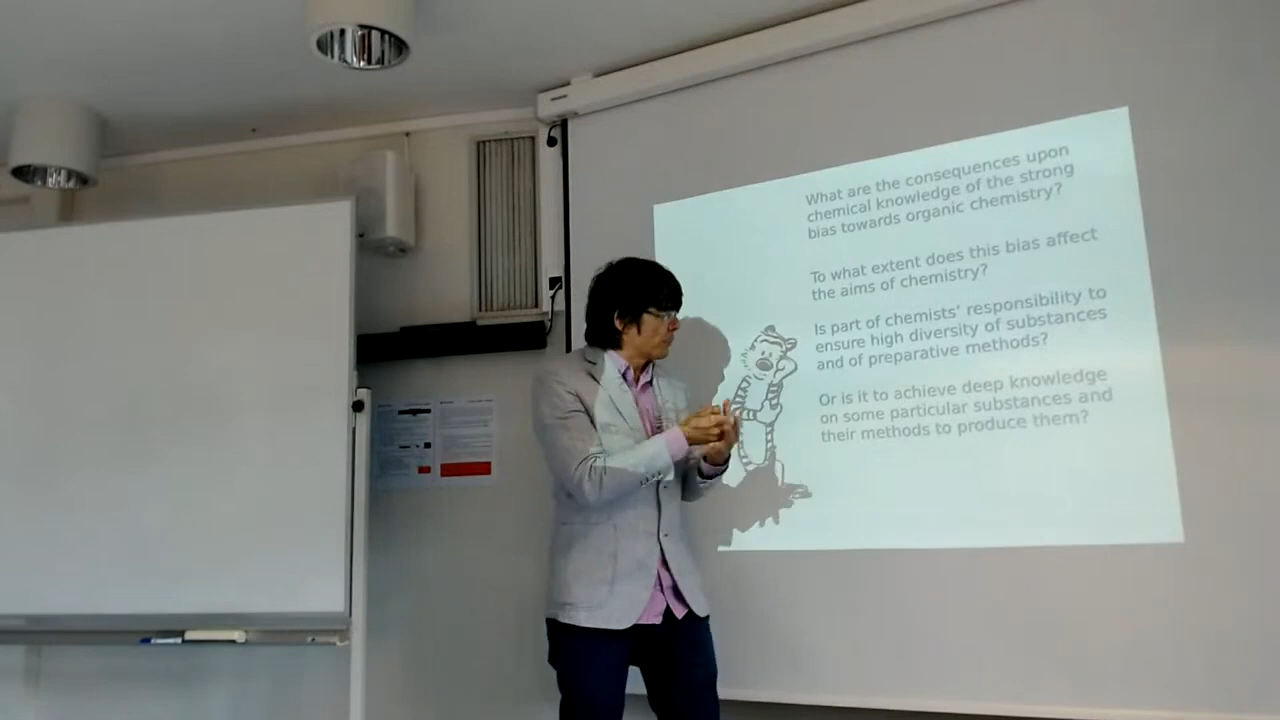 What are the consequences upon
chemical knowledge of the strong
bias towards organic chemistry?
To what extent does this bias affect
the aims of chemistry?
Is part of chemists' responsibility to
ensure high diversity of substances
and of preparative methods?
Or is it to achieve deep knowledge
on some particular substances and
their methods to produce them?